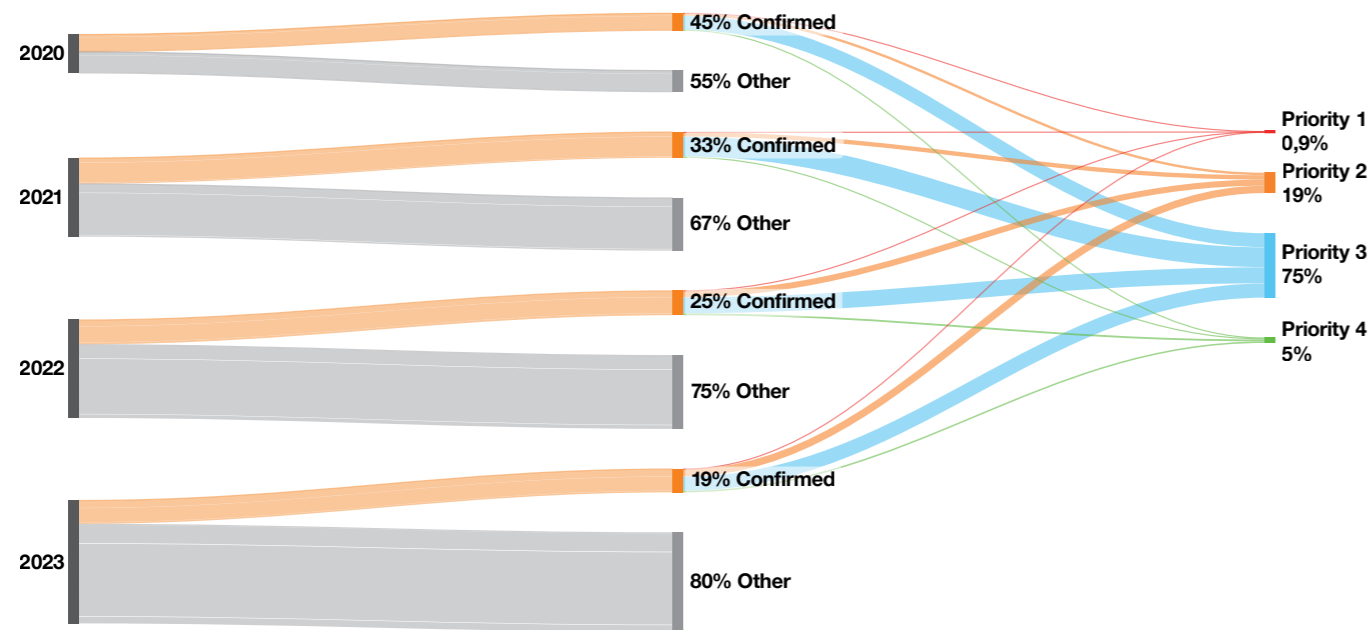 2020
45% Confirmed
55% Other
2021
33% Confirmed
67% Other
2022
25% Confirmed
75% Other
2023
19% Confirmed
80% Other
Priority 1
0,9%
Priority 2
19%
Priority 3
75%
Priority 4
5%